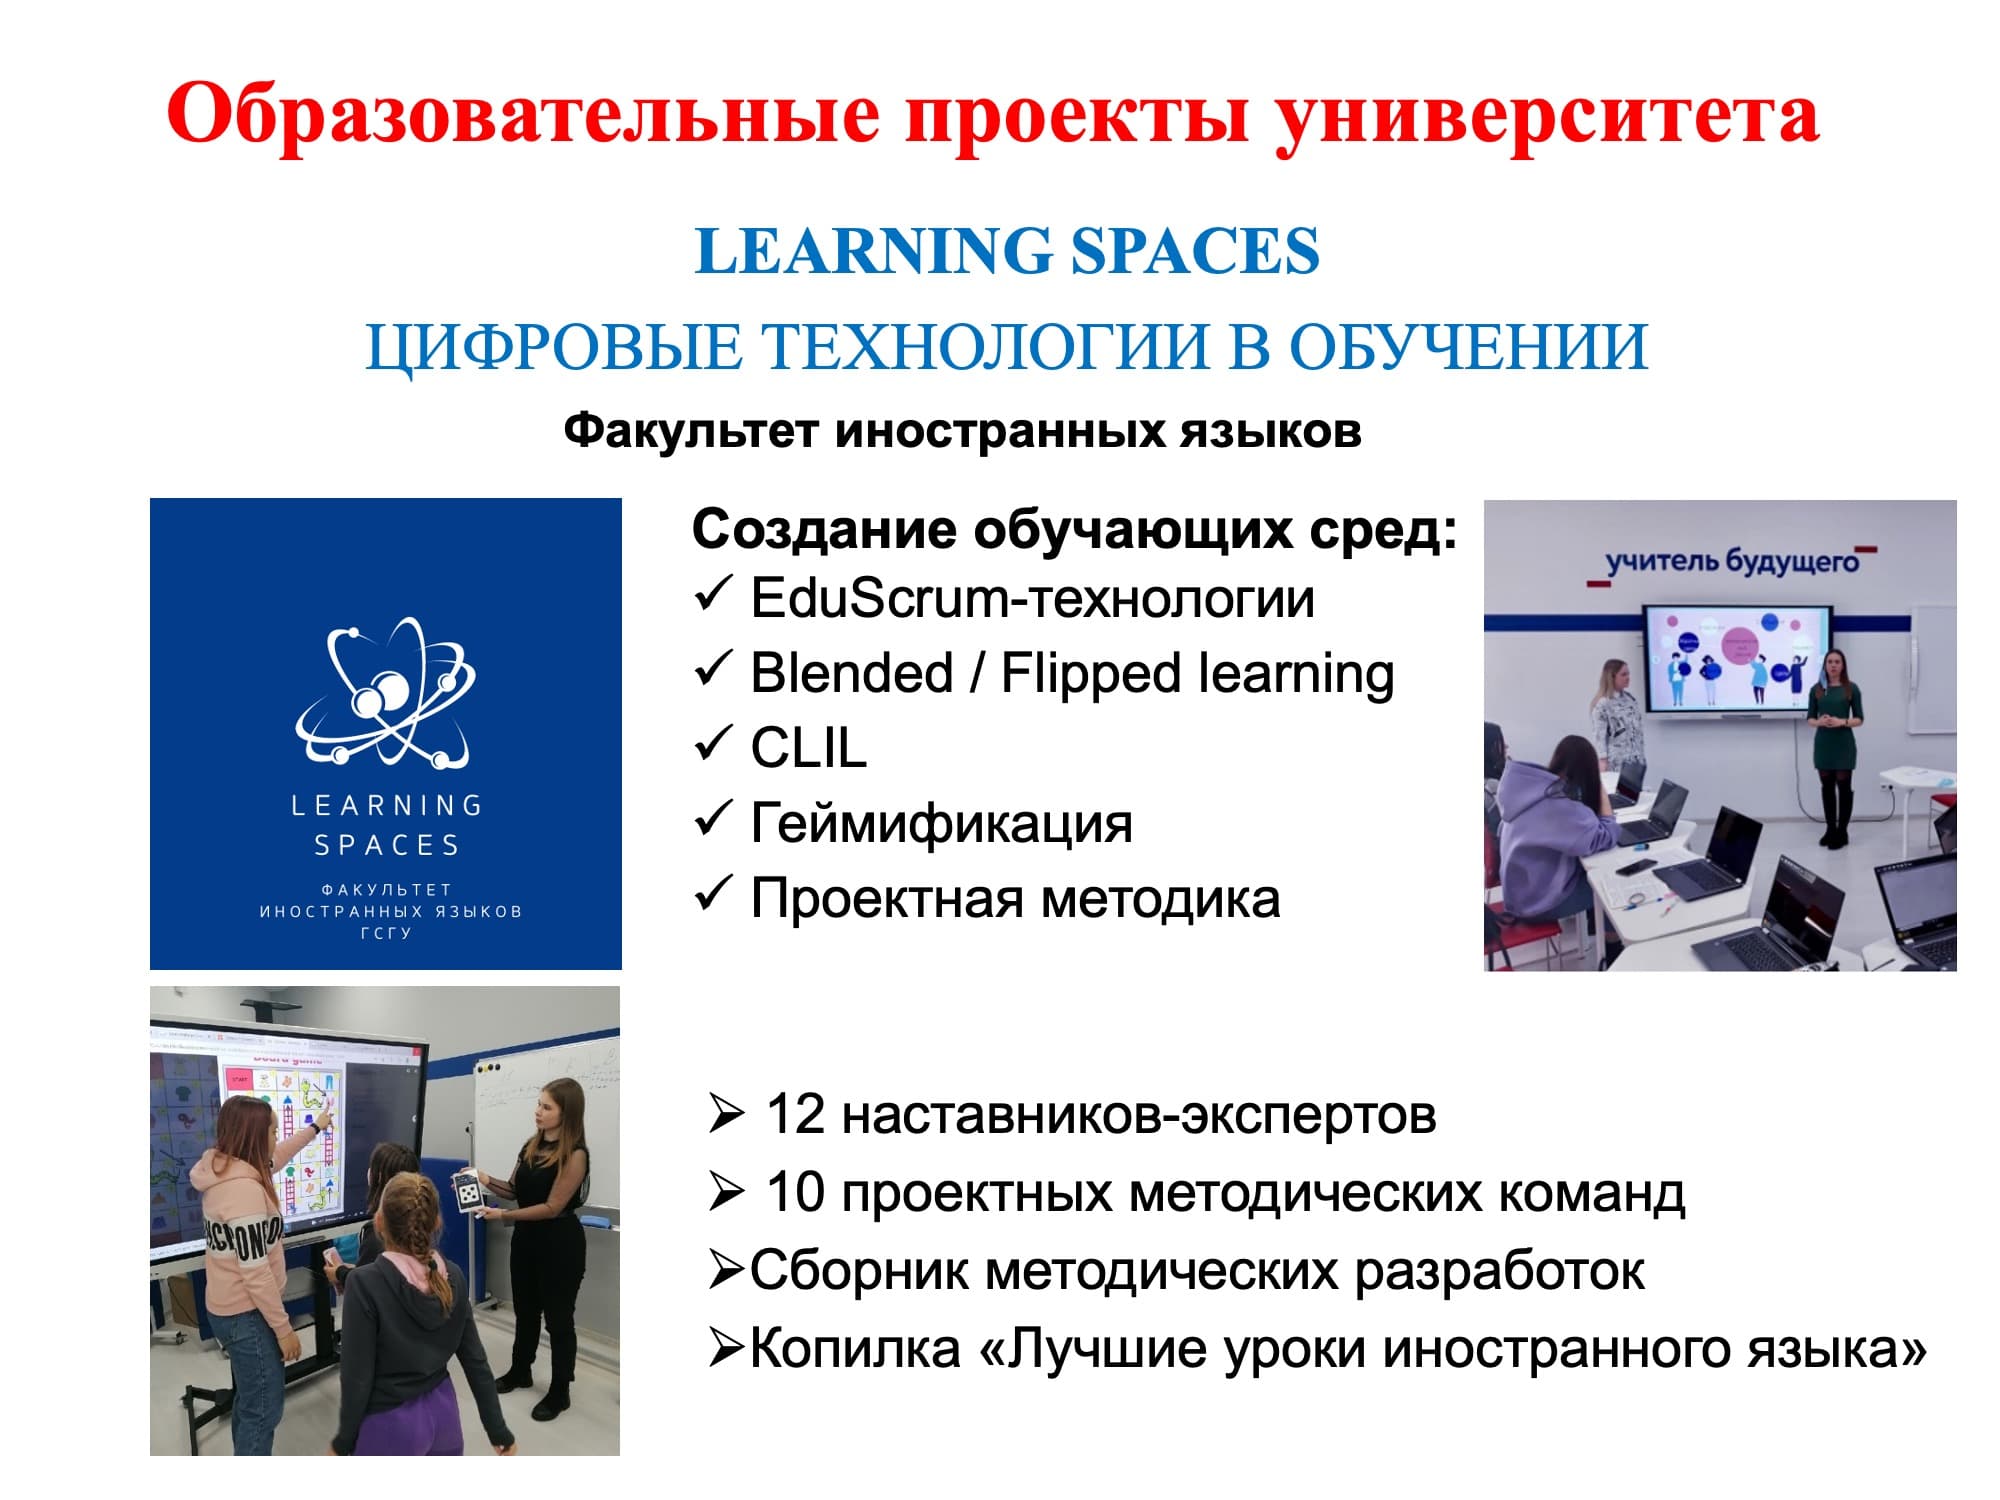 Образовательные проекты университета
LEARNING SPACES
ЦИФРОВЫЕ ТЕХНОЛОГИИ В ОБУЧЕНИИ
Факультет иностранных языков
LEARNING
SPACES
ФАКУЛЬТЕТ
ИНОСТРАННЫХ ЯЗЫКОВ
ГСГУ
Создание обучающих сред:
✓ EduScrum-технологии
✓ Blended / Flipped learning
✓ CLIL
✓ Геймификация
✓ Проектная методика
учитель будущего
Board game
START
➢ 12 наставников-экспертов
➢ 10 проектных методических команд
➢Сборник методических разработок
➢Копилка «Лучшие уроки иностранного языка»